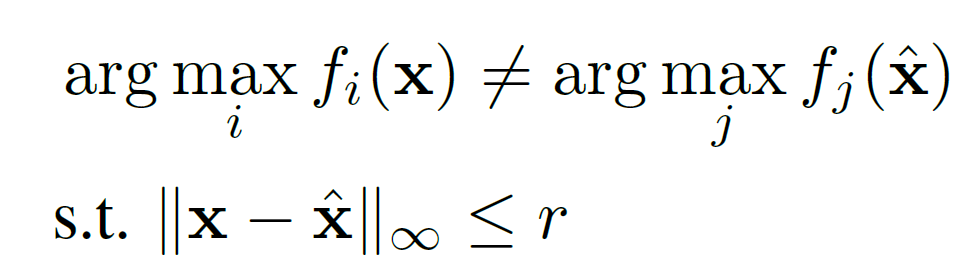 arg max_i f_i(𝐱) ≠ arg max_j f_j(𝐱̂)
s.t. ‖𝐱 − 𝐱̂‖_∞ ≤ r